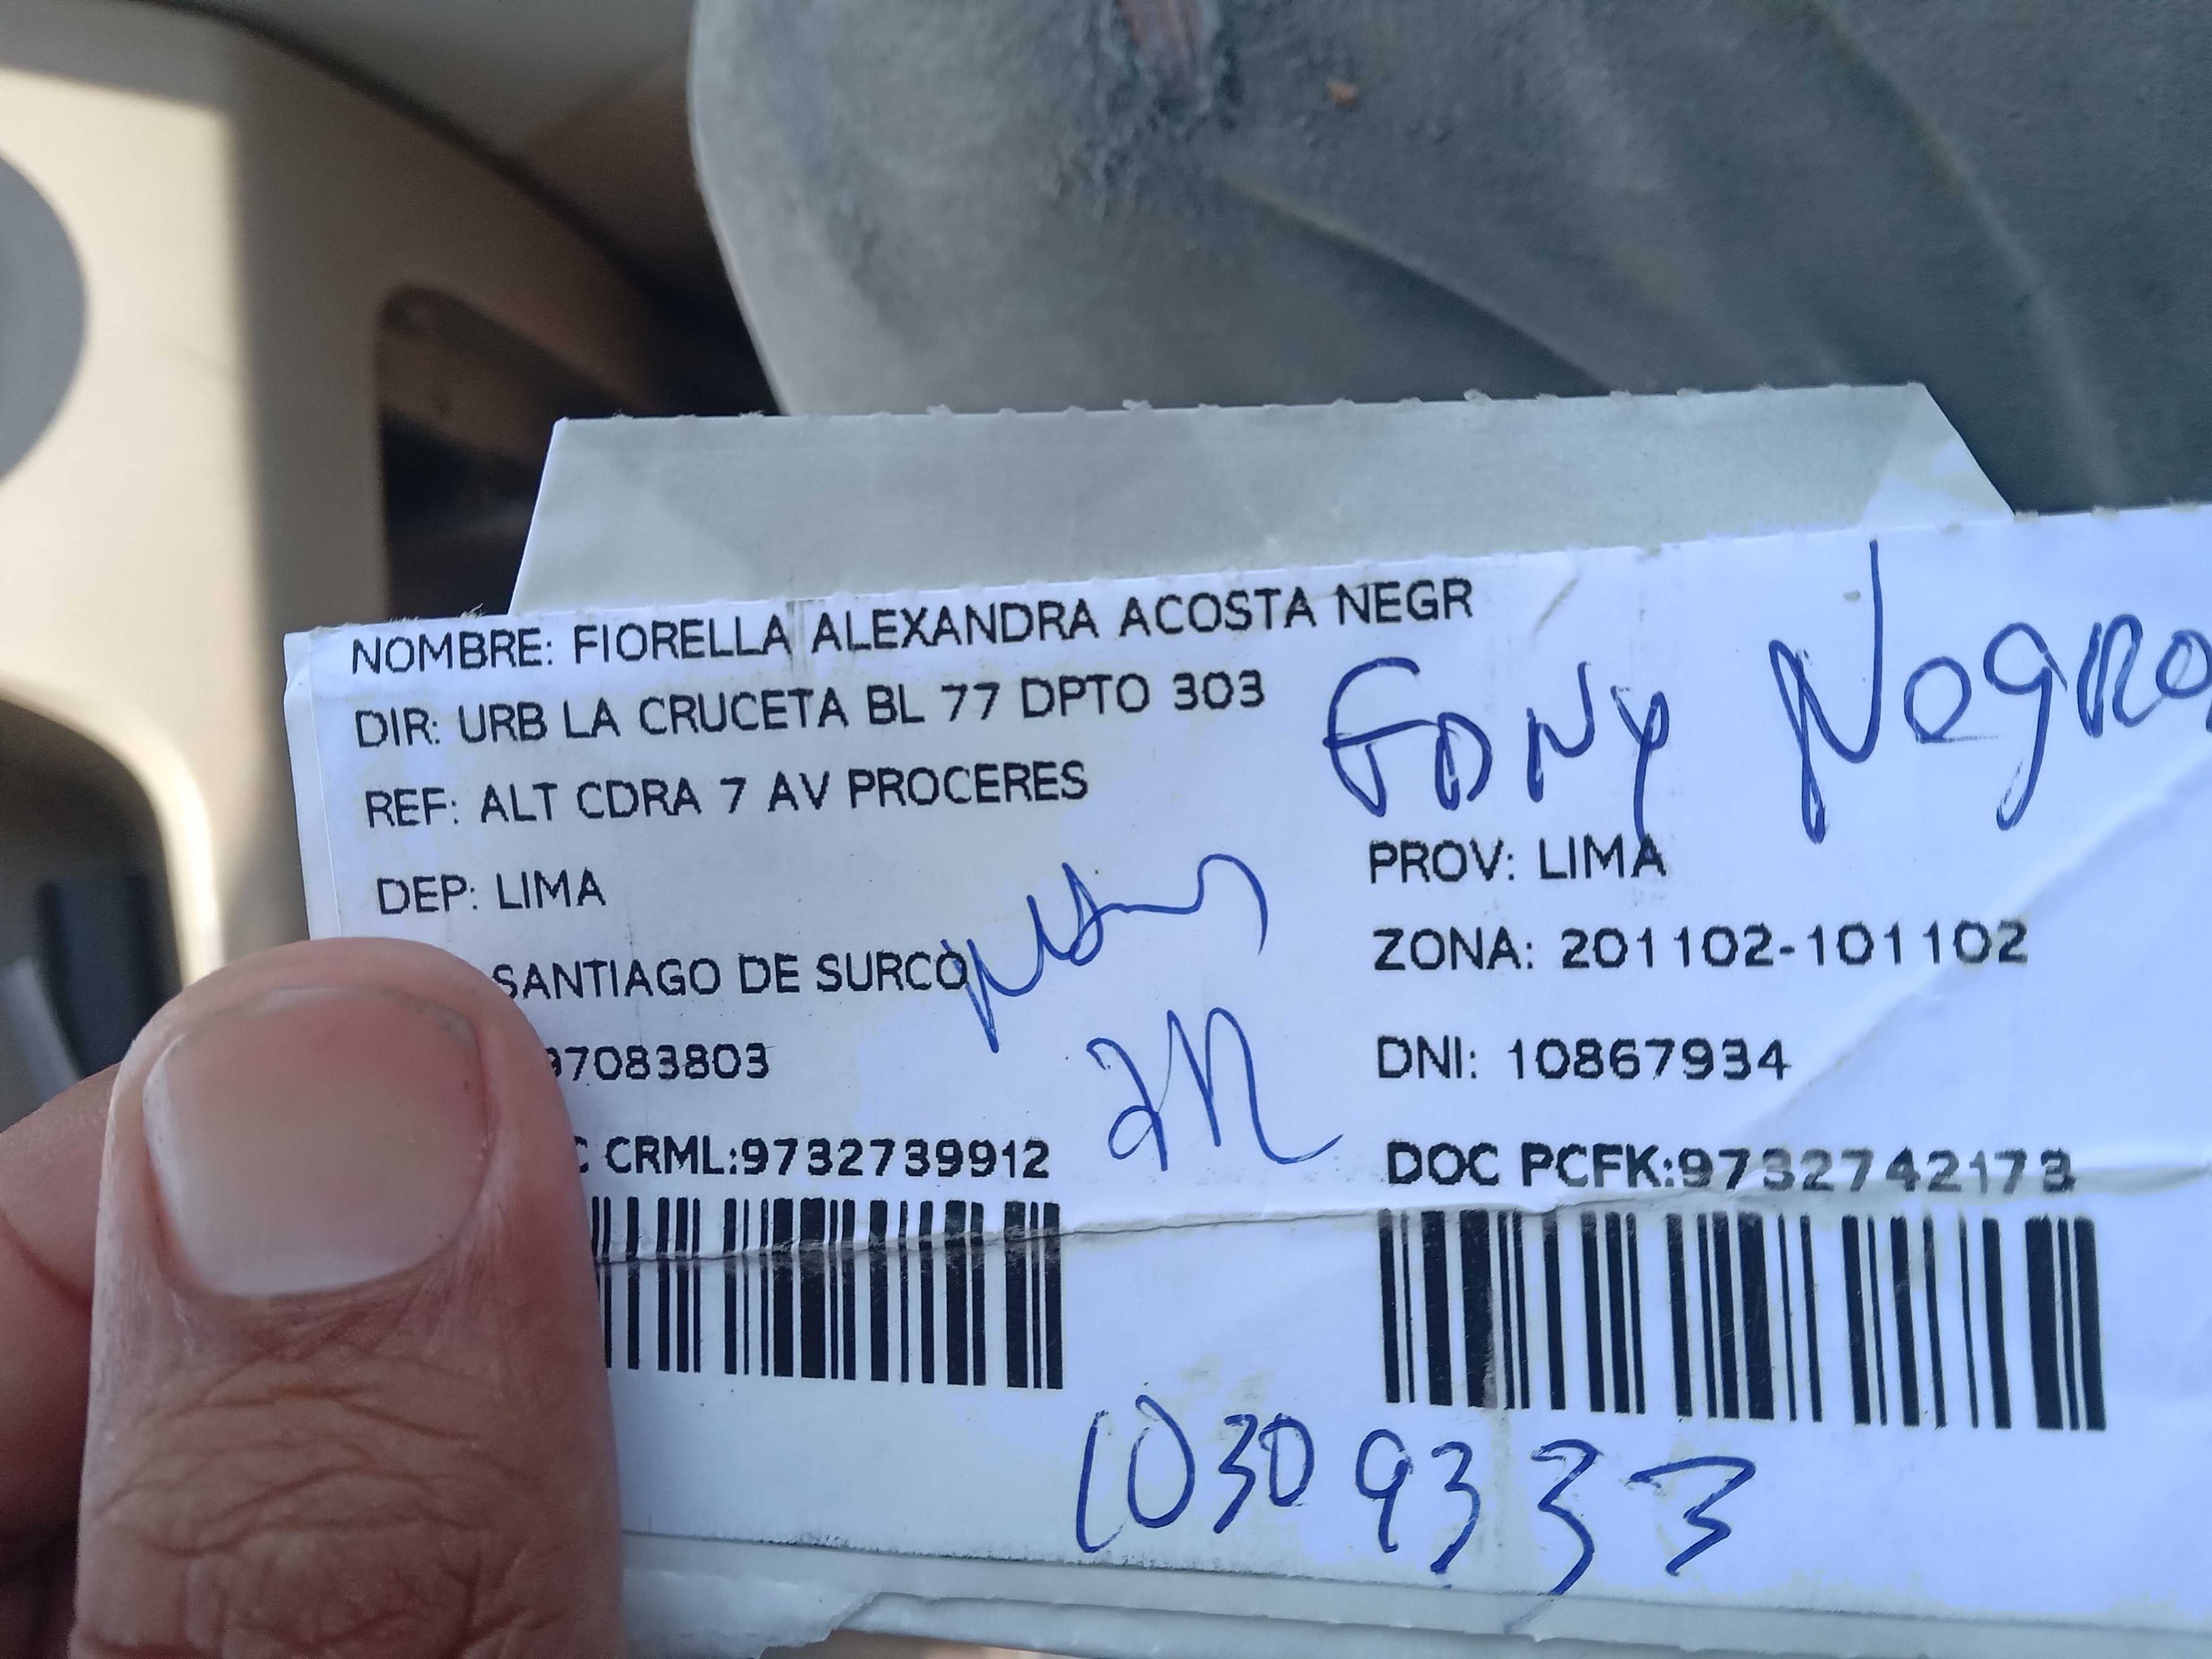 NOMBRE: FIORELLA ALEXANDRA ACOSTA NEGR
DIR: URB LA CRUCETA BL 77 DPTO 303
REF: ALT CDRA 7 AV PROCERES
DEP: LIMA
PROV: LIMA
SANTIAGO DE SURCO
ZONA: 201102-101102
97083803
DNI: 10867934
C CRML:9732739912
DOC PCFK:9732742173
Negro
10309333